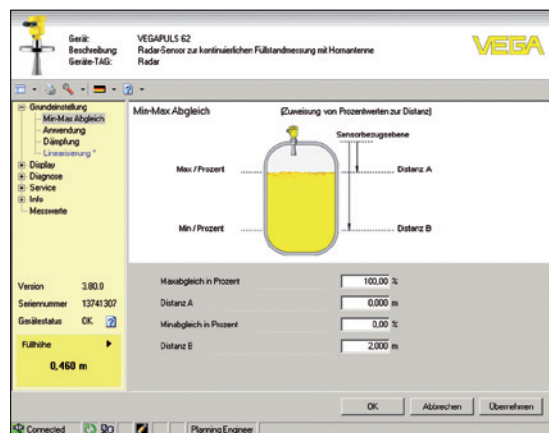 Gerät: VEGAPULS 62
Beschreibung: Radar-Sensor zur kontinuierlichen Füllstandmessung mit Hornantenne
Geräte-TAG: Radar
VEGA
Grundeinstellung
Min-Max Abgleich
Anwendung
Dämpfung
Linearisierung *
Display
Diagnose
Service
Info
Messwerte
Min-Max Abgleich (Zuweisung von Prozentwerten zur Distanz)
Sensorbezugsebene
Max / Prozent
Distanz A
Min / Prozent
Distanz B
Version 3.80.0
Seriennummer 13741307
Gerätestatus OK
Füllhöhe
0,460 m
Maxabgleich in Prozent 100,00 %
Distanz A 0,000 m
Minabgleich in Prozent 0,00 %
Distanz B 2,000 m
OK Abbrechen Übernehmen
Connected Planning Engineer